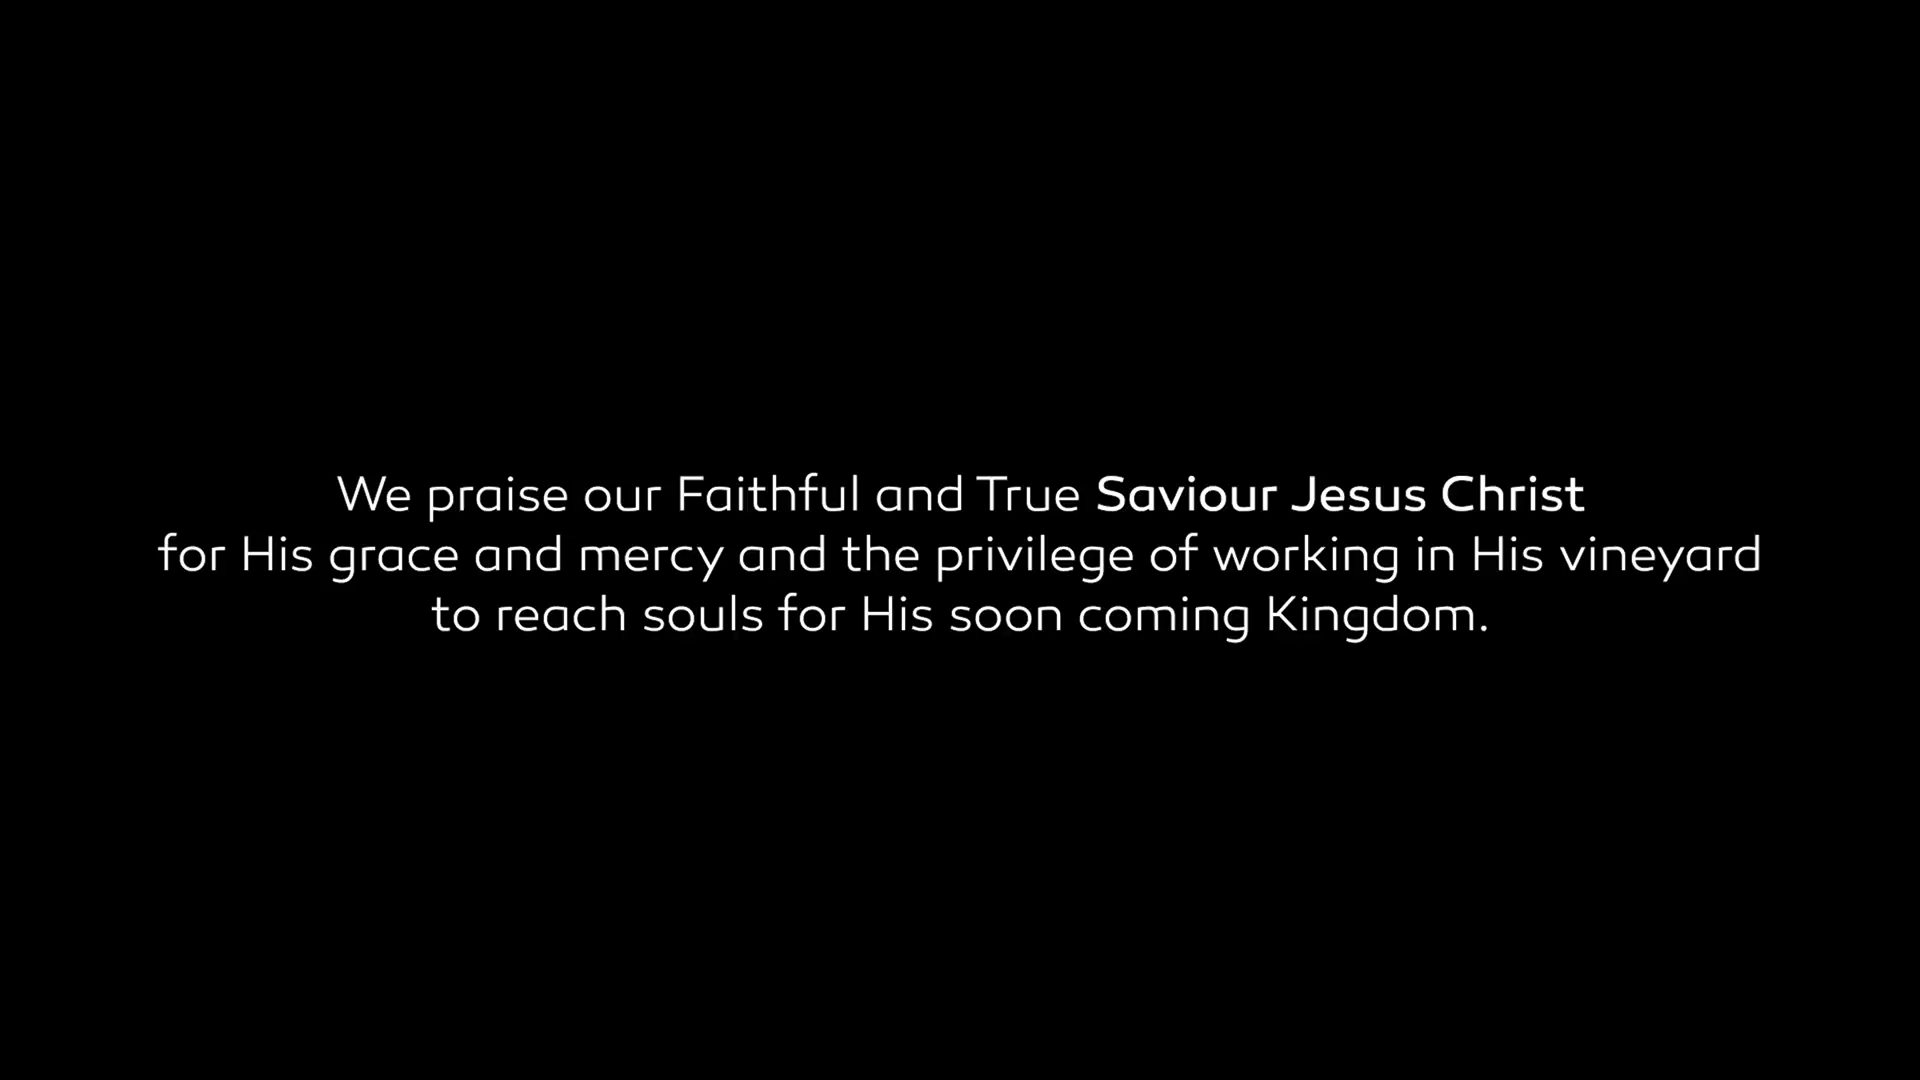 We praise our Faithful and True Saviour Jesus Christ
for His grace and mercy and the privilege of working in His vineyard
to reach souls for His soon coming Kingdom.